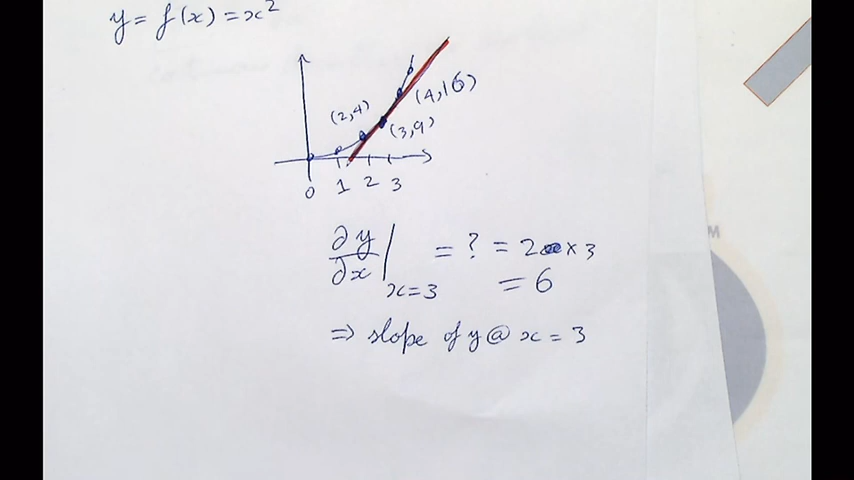 y = f(x) = x²
(2,4)
(4,16)
(3,9)
0 1 2 3
∂y/∂x |x=3 = ? = 2 × 3
= 6
⇒ slope of y @ x = 3
M